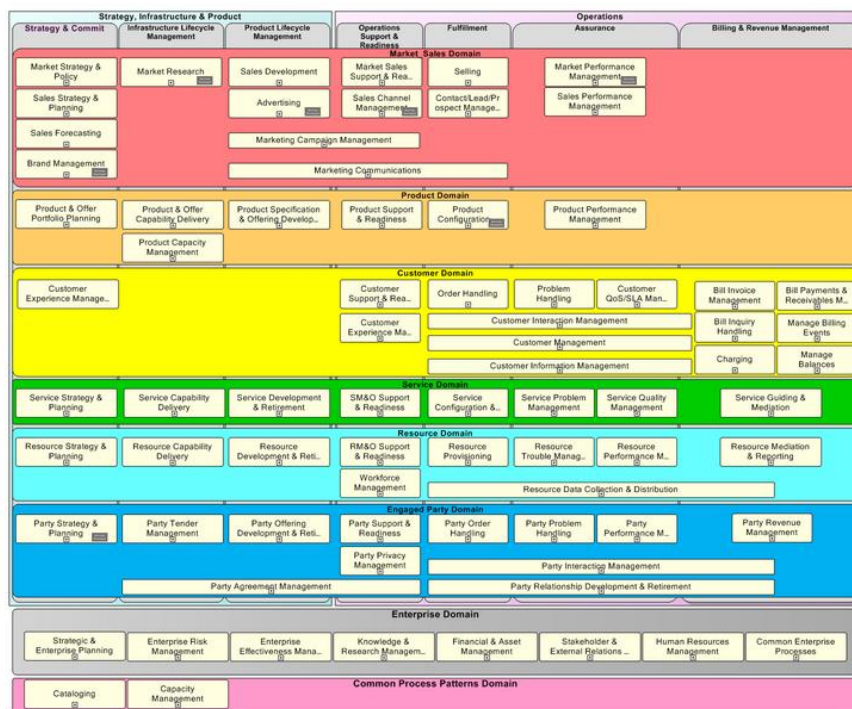 Strategy, Infrastructure & Product
Operations
Strategy & Commit
Infrastructure Lifecycle
Management
Product Lifecycle
Management
Operations
Support &
Readiness
Fulfillment
Assurance
Billing & Revenue Management
Market_Sales Domain
Market Strategy &
Policy
Market Research
Sales Development
Market Sales
Support & Rea...
Selling
Market Performance
Management
Sales Strategy &
Planning
Advertising
Sales Channel
Management
Contact/Lead/Pr
ospect Manage...
Sales Performance
Management
Sales Forecasting
Marketing Campaign Management
Brand Management
Marketing Communications
Product Domain
Product & Offer
Portfolio Planning
Product & Offer
Capability Delivery
Product Specification
& Offering Develop...
Product Support
& Readiness
Product
Configuration
Product Performance
Management
Product Capacity
Management
Customer Domain
Customer
Experience Manage...
Customer
Support & Rea...
Order Handling
Problem
Handling
Customer
QoS/SLA Man...
Bill Invoice
Management
Bill Payments &
Receivables M...
Customer
Experience Ma...
Customer Interaction Management
Bill Inquiry
Handling
Manage Billing
Events
Customer Management
Customer Information Management
Charging
Manage
Balances
Service Domain
Service Strategy &
Planning
Service Capability
Delivery
Service Development
& Retirement
SM&O Support
& Readiness
Service
Configuration &...
Service Problem
Management
Service Quality
Management
Service Guiding &
Mediation
Resource Domain
Resource Strategy &
Planning
Resource Capability
Delivery
Resource
Development & Reti...
RM&O Support
& Readiness
Resource
Provisioning
Resource
Trouble Manag...
Resource
Performance M...
Resource Mediation
& Reporting
Workforce
Management
Resource Data Collection & Distribution
Engaged Party Domain
Party Strategy &
Planning
Party Tender
Management
Party Offering
Development & Reti...
Party Support &
Readiness
Party Order
Handling
Party Problem
Handling
Party
Performance M...
Party Revenue
Management
Party Privacy
Management
Party Interaction Management
Party Agreement Management
Party Relationship Development & Retirement
Enterprise Domain
Strategic &
Enterprise Planning
Enterprise Risk
Management
Enterprise
Effectiveness Mana...
Knowledge &
Research Managem...
Financial & Asset
Management
Stakeholder &
External Relations ...
Human Resources
Management
Common Enterprise
Processes
Common Process Patterns Domain
Cataloging
Capacity
Management